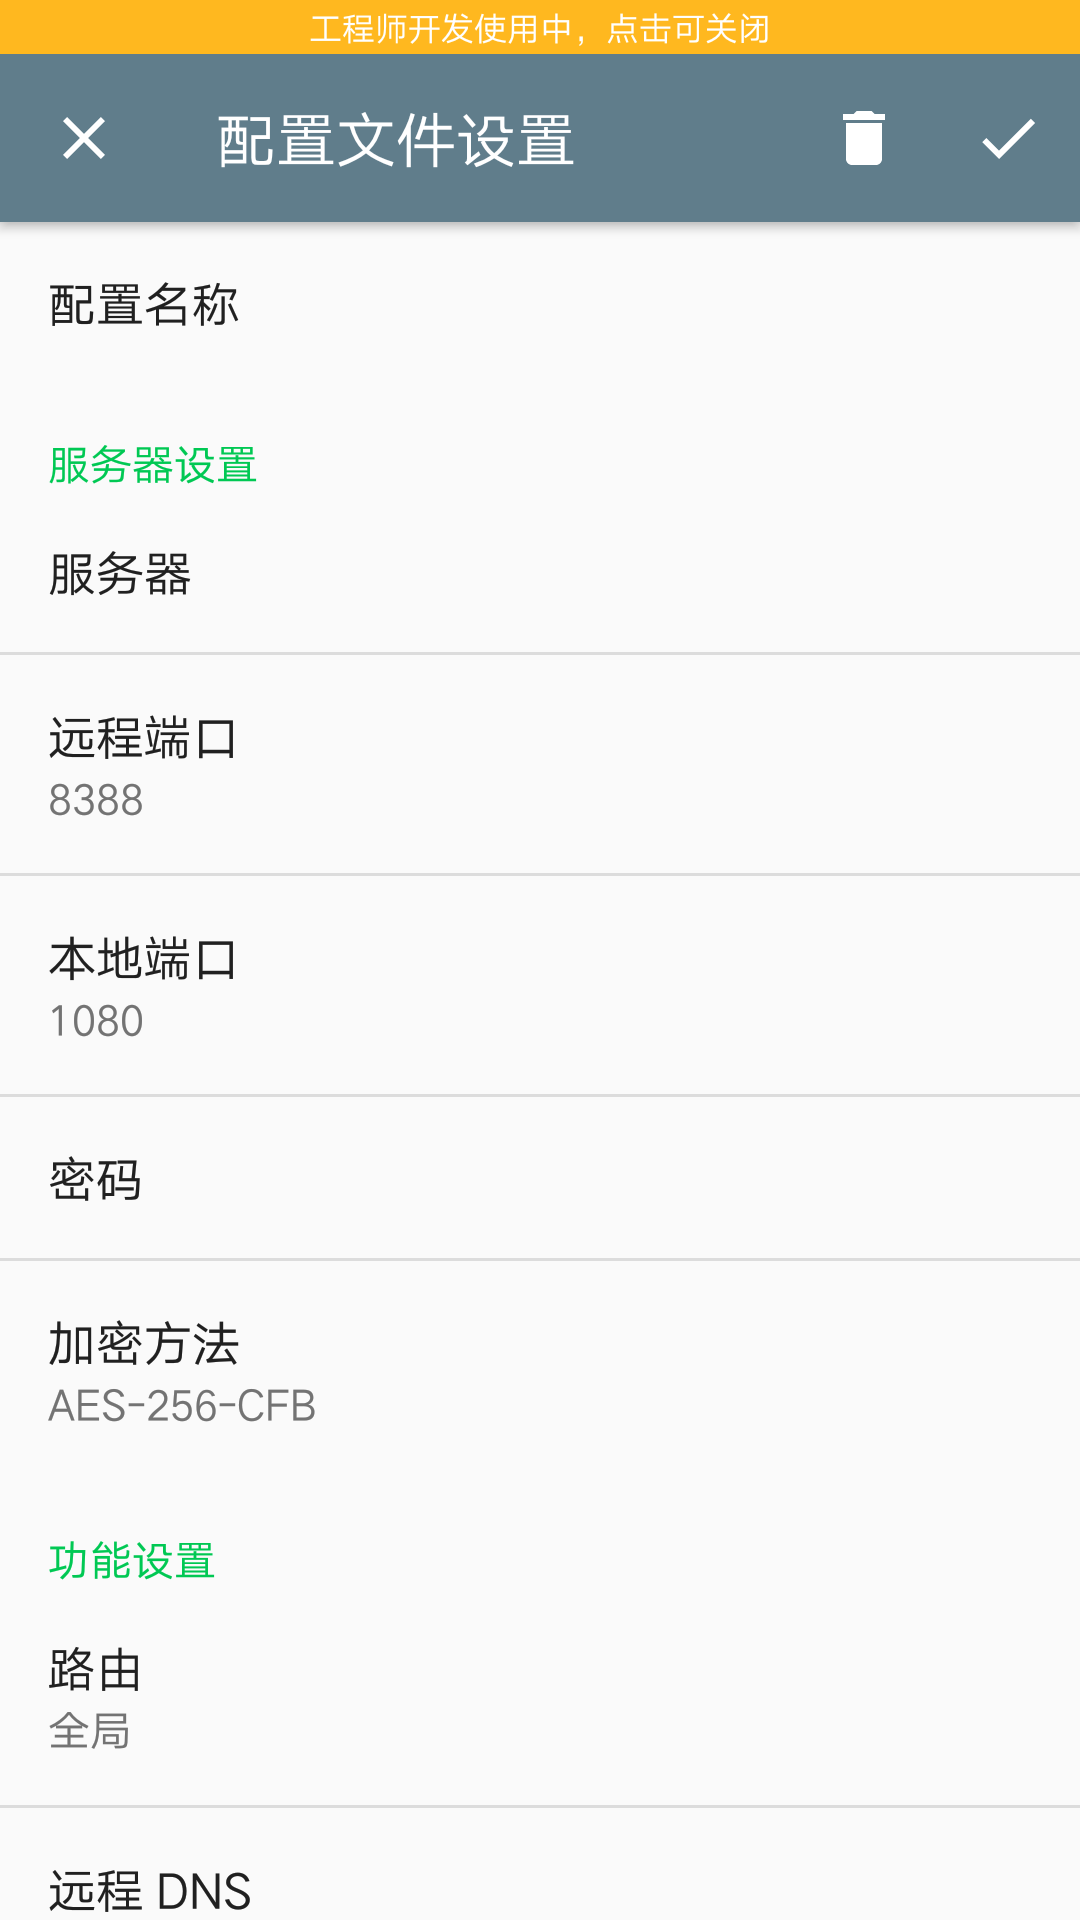 工程师开发使用中，点击可关闭
配置文件设置
配置名称
服务器设置
服务器
远程端口
8388
本地端口
1080
密码
加密方法
AES-256-CFB
功能设置
路由
全局
远程 DNS